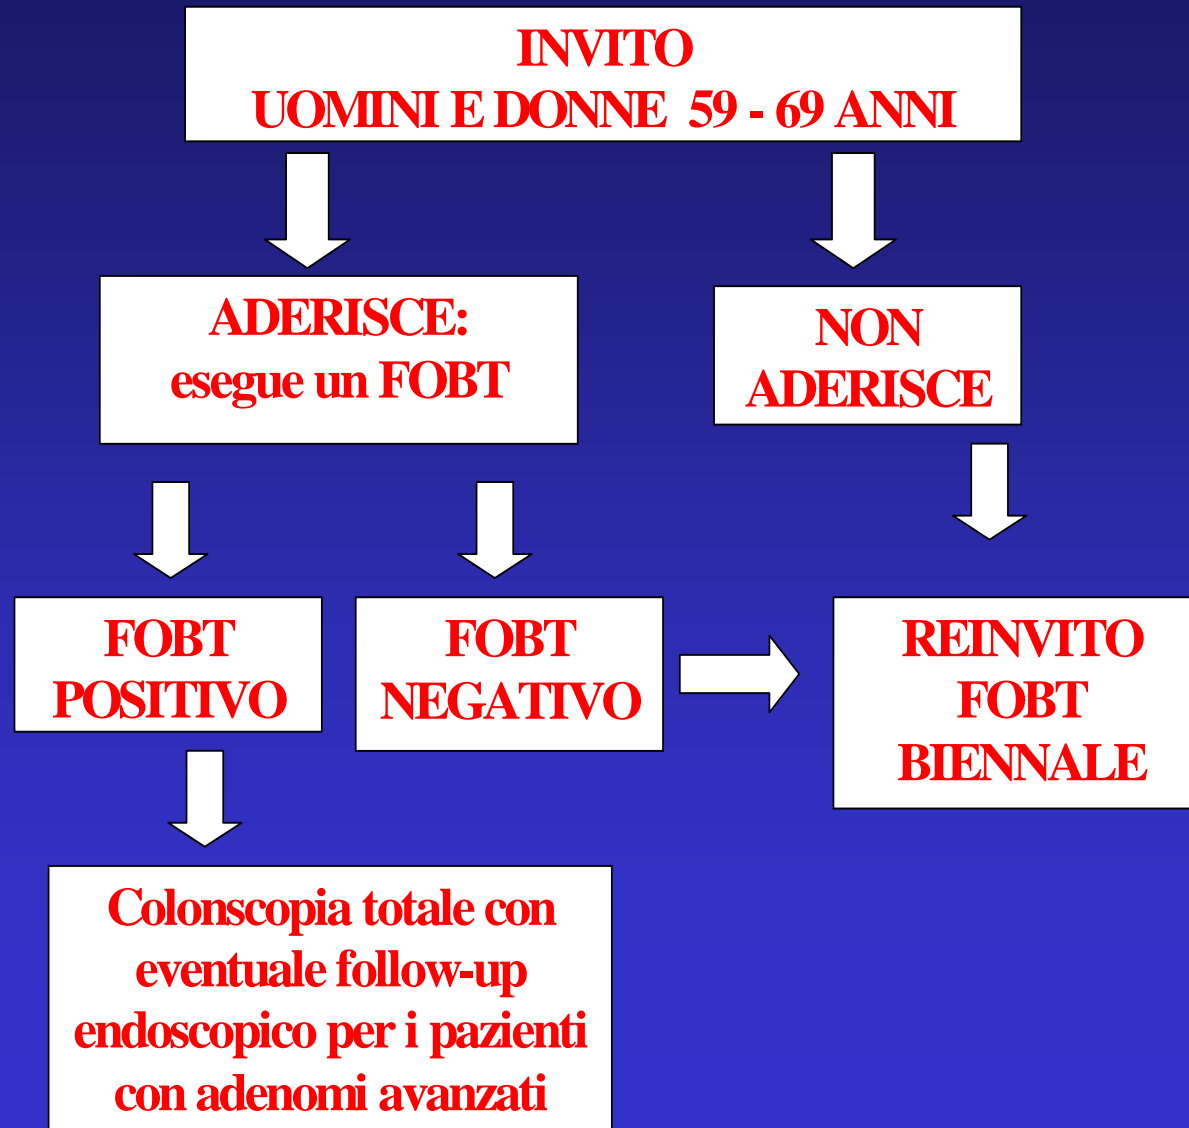 INVITO
UOMINI E DONNE 59 - 69 ANNI
ADERISCE:
esegue un FOBT
NON
ADERISCE
FOBT
POSITIVO
FOBT
NEGATIVO
REINVITO
FOBT
BIENNALE
Colonscopia totale con
eventuale follow-up
endoscopico per i pazienti
con adenomi avanzati